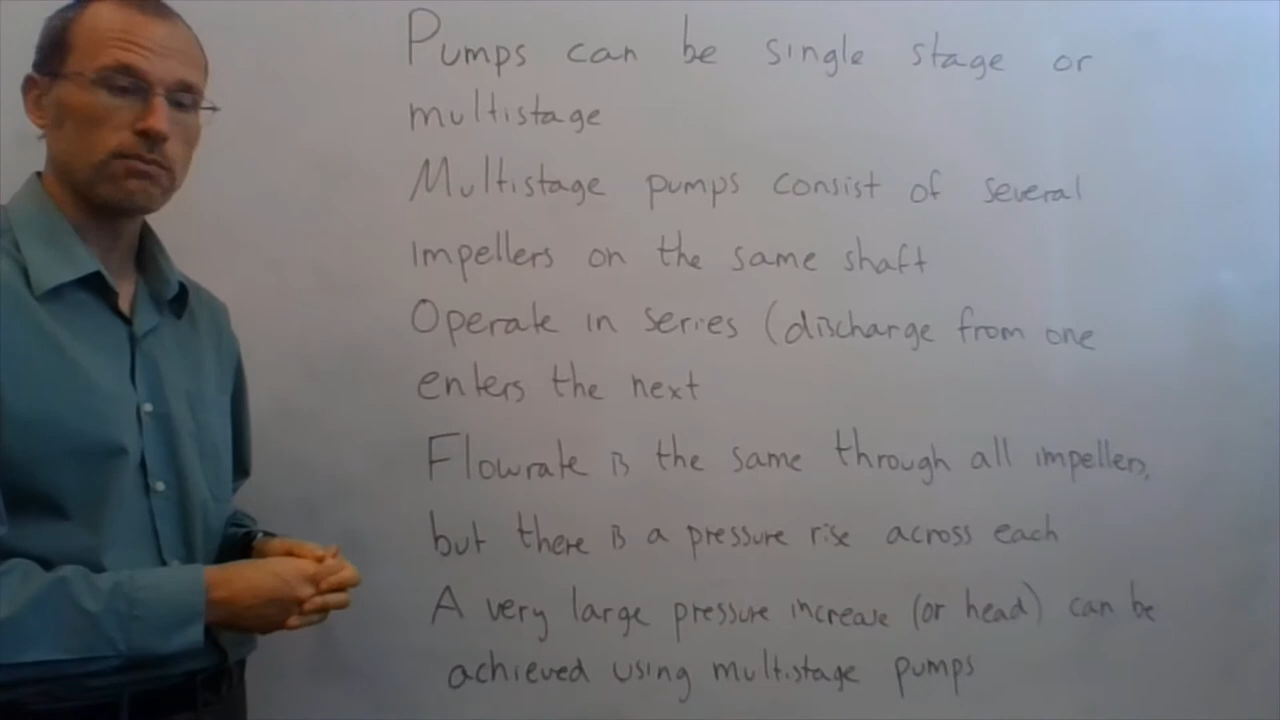 Pumps can be single stage or
multistage
Multistage pumps consist of several
impellers on the same shaft
Operate in series (discharge from one
enters the next
Flowrate is the same through all impellers,
but there is a pressure rise across each
A very large pressure increase (or head) can be
achieved using multistage pumps